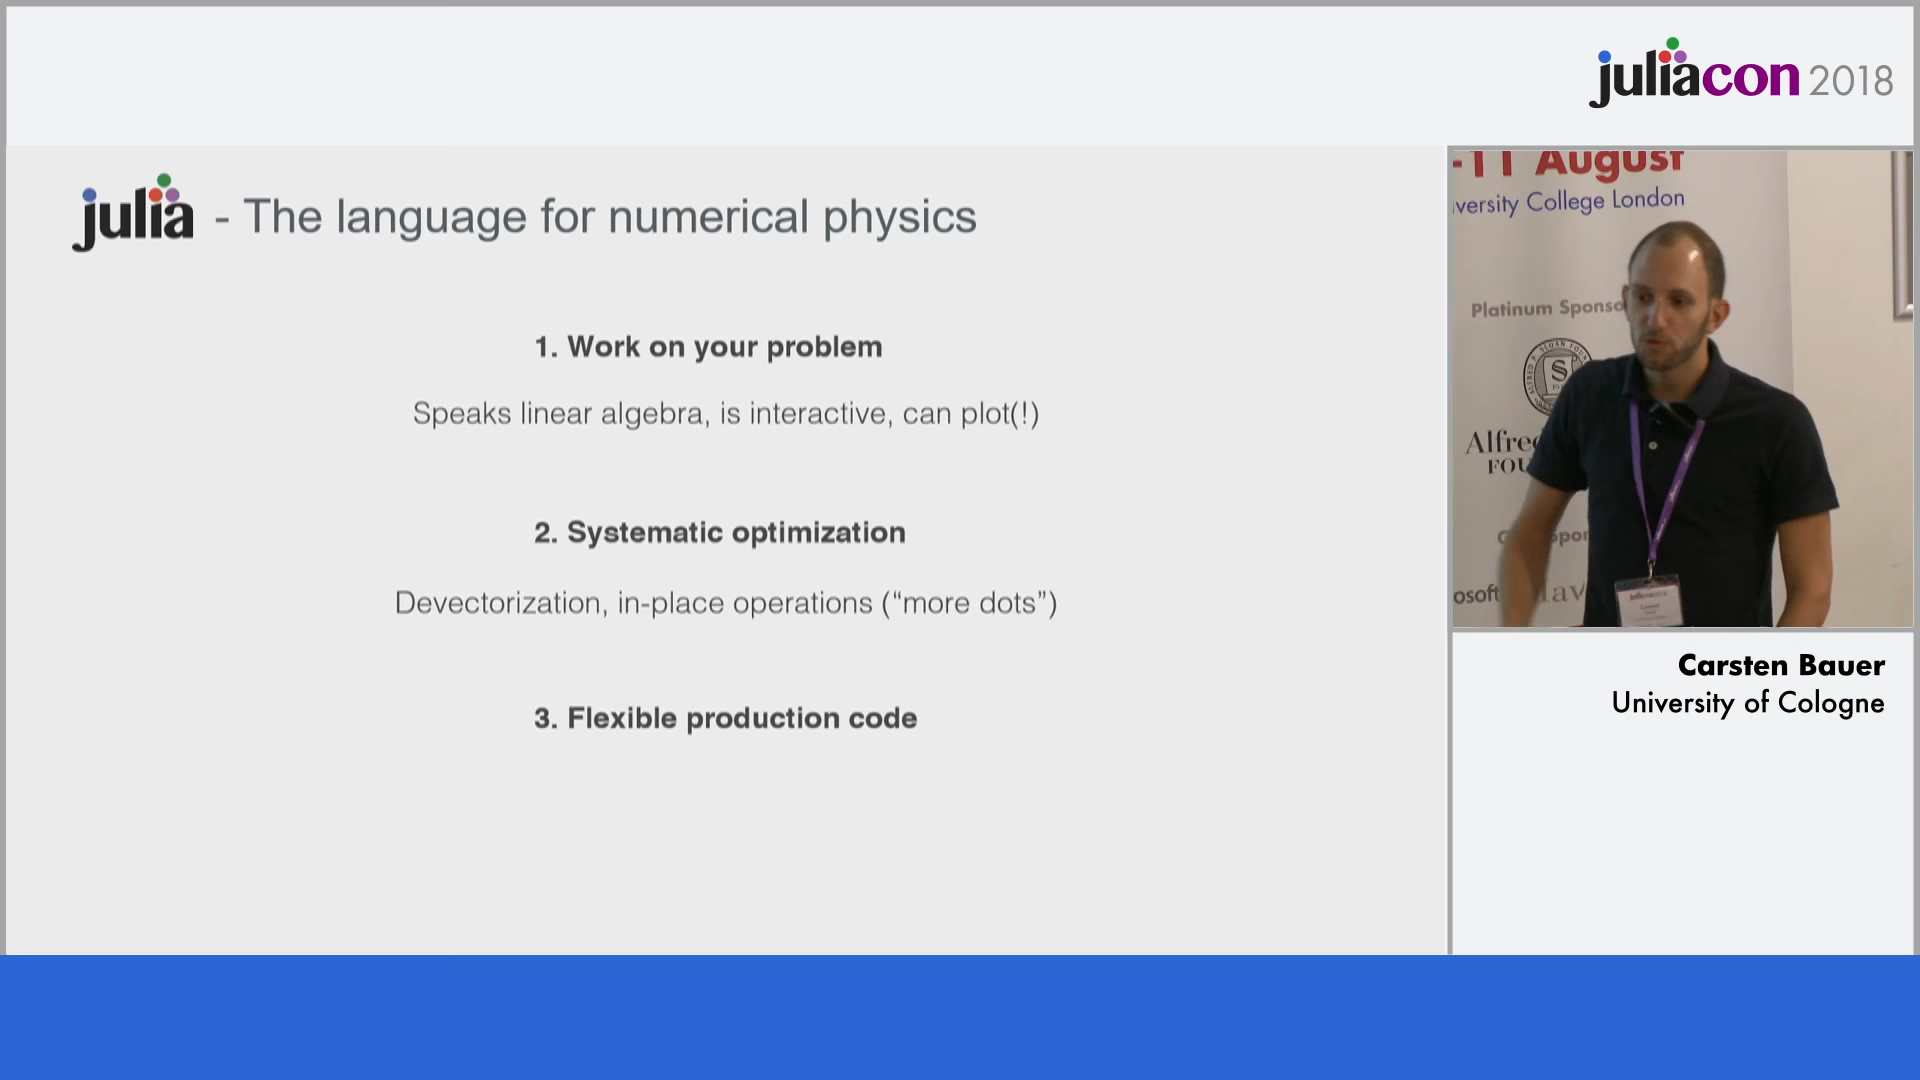 juliacon 2018
julia - The language for numerical physics
1. Work on your problem
Speaks linear algebra, is interactive, can plot(!)
2. Systematic optimization
Devectorization, in-place operations (“more dots”)
3. Flexible production code
-11 August
versity College London
Platinum Sponso
Alfre
FOU
spor
osoft
Carsten Bauer
University of Cologne